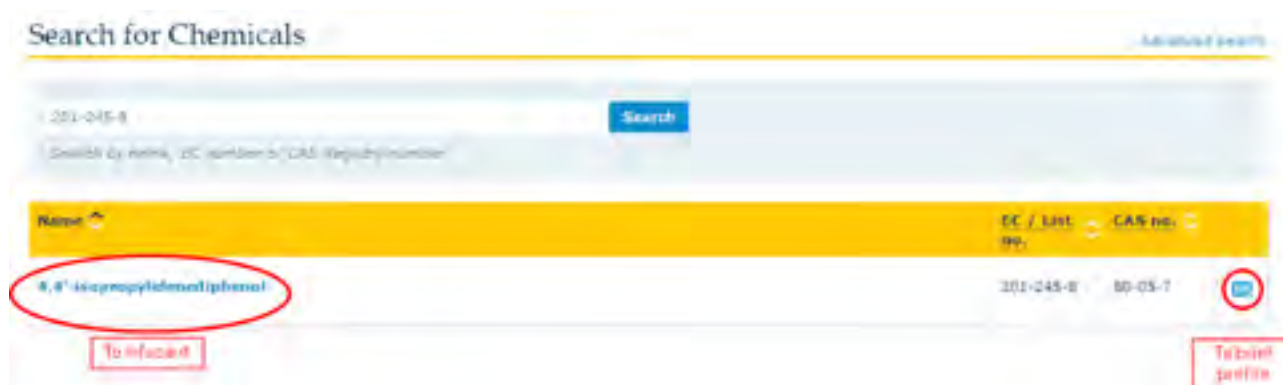 Search for Chemicals
Advanced search
201-245-8
Search
Search by name, EC number or CAS Registry number
Name
EC / List no.
CAS no.
4,4'-isopropylidenediphenol
201-245-8
80-05-7
To infocard
To brief
profile